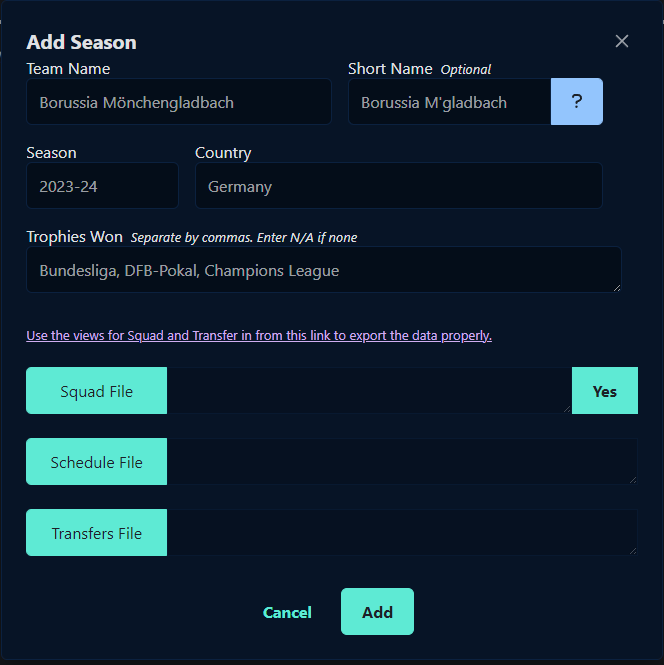 Add Season
Team Name
Short Name Optional
Borussia Mönchengladbach
Borussia M'gladbach
?
Season
Country
2023-24
Germany
Trophies Won Separate by commas. Enter N/A if none
Bundesliga, DFB-Pokal, Champions League
Use the views for Squad and Transfer in from this link to export the data properly.
Squad File
Yes
Schedule File
Transfers File
Cancel
Add